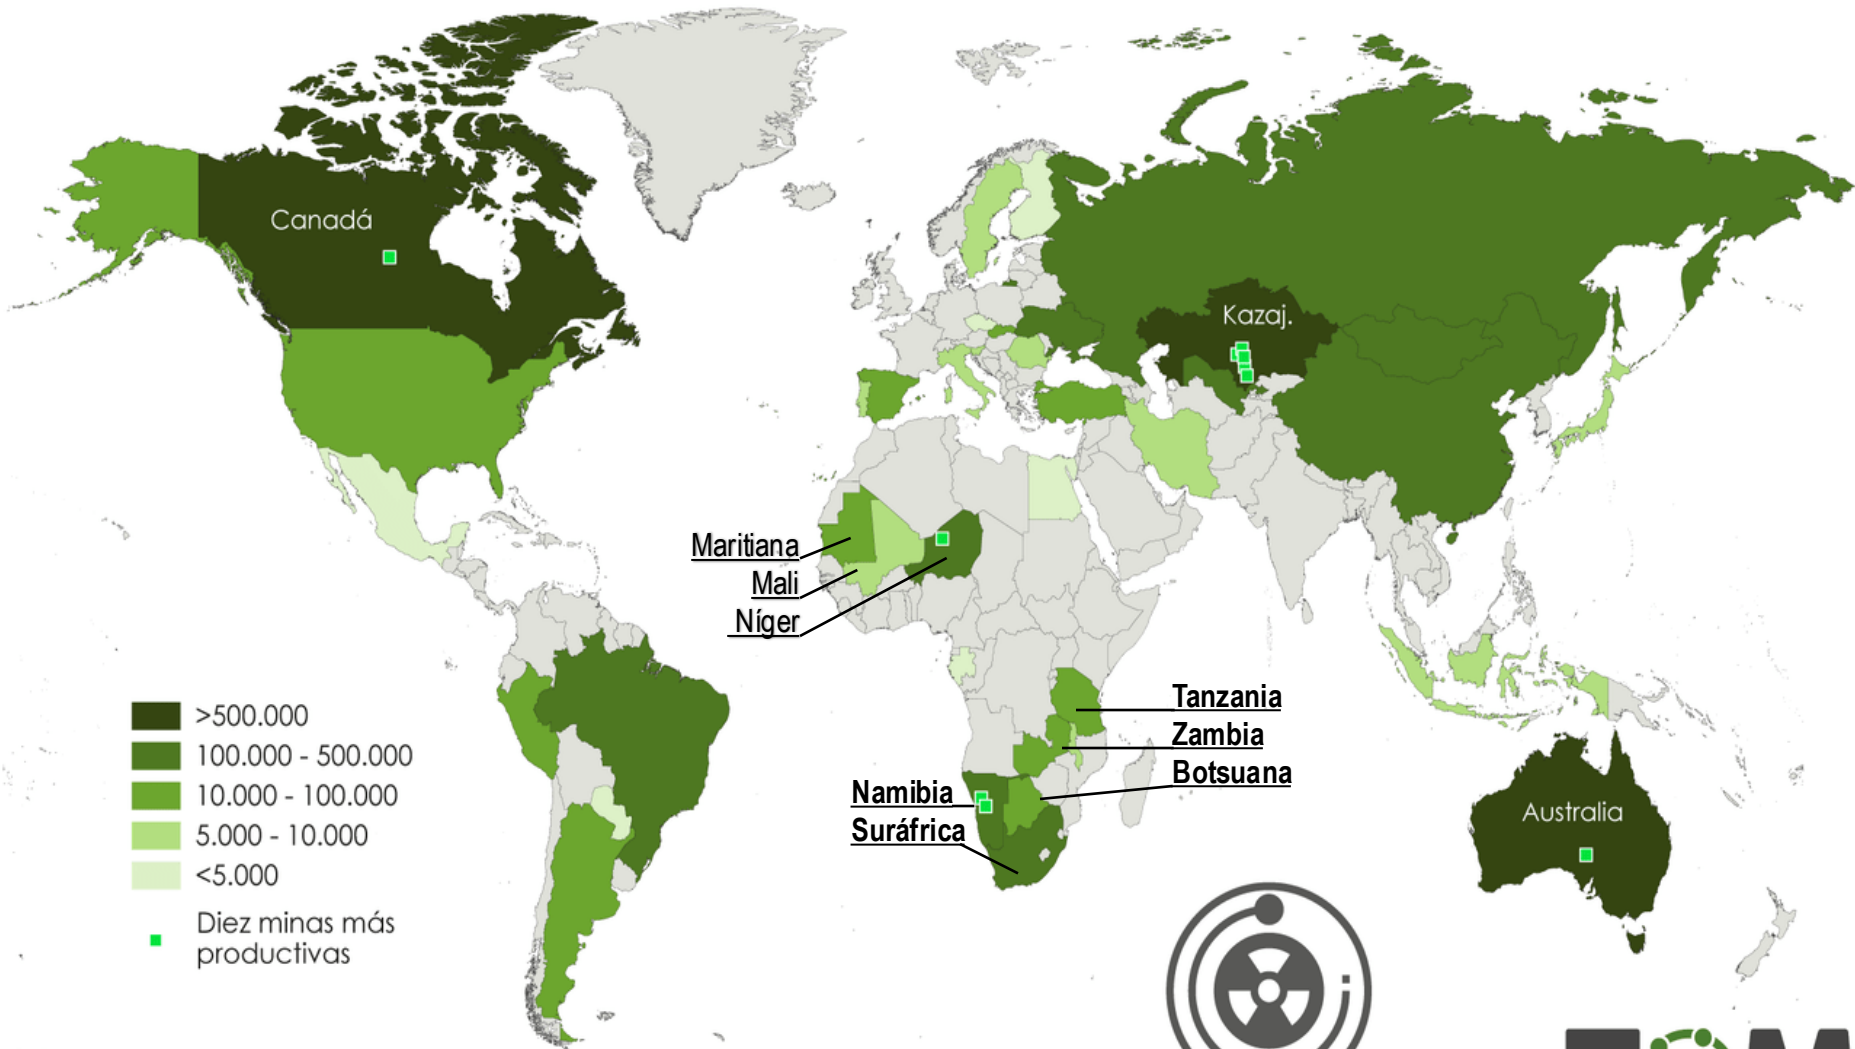 Canadá
Kazaj.
Maritiana
Mali
Níger
Tanzania
Zambia
Botsuana
Namibia
Suráfrica
Australia
>500.000
100.000 - 500.000
10.000 - 100.000
5.000 - 10.000
<5.000
Diez minas más
productivas